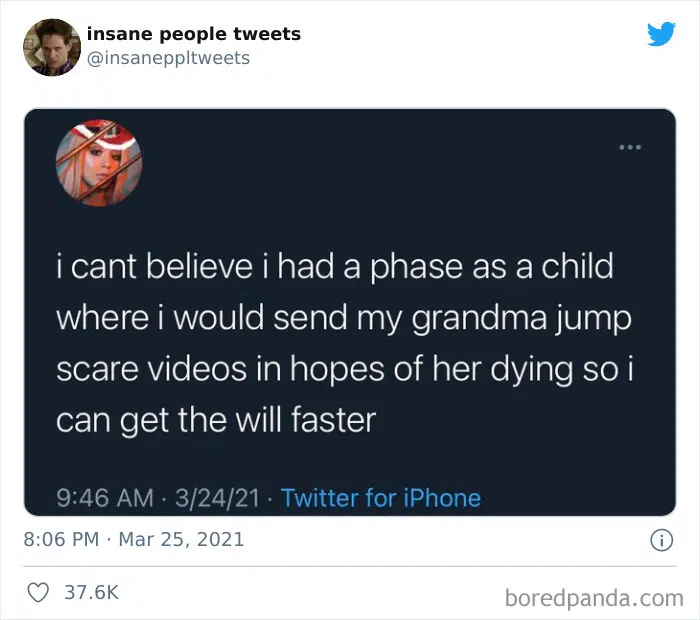 insane people tweets
@insaneppltweets
i cant believe i had a phase as a child
where i would send my grandma jump
scare videos in hopes of her dying so i
can get the will faster
9:46 AM · 3/24/21 · Twitter for iPhone
8:06 PM · Mar 25, 2021
37.6K
boredpanda.com